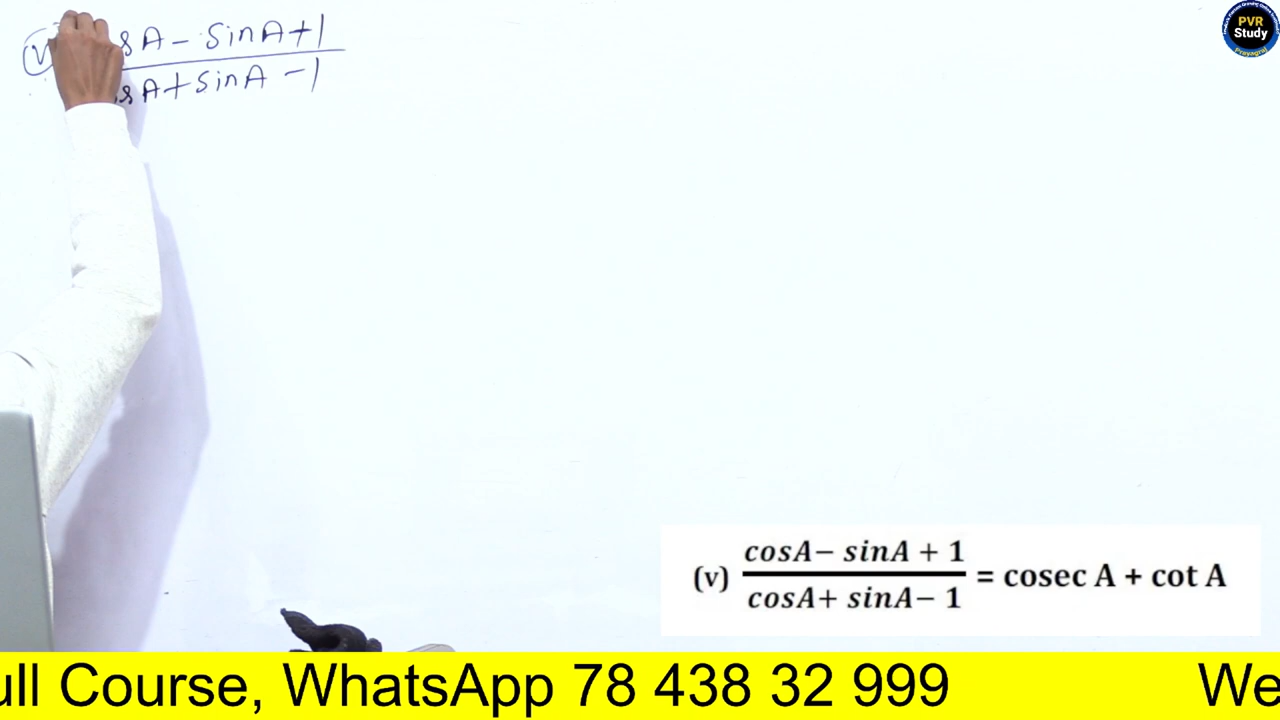 (v) sA - sinA+1
sA+sinA -1
PVR
Study
Prayagraj
(v) cosA− sinA + 1 = cosec A + cot A
cosA+ sinA− 1
ull Course, WhatsApp 78 438 32 999 We